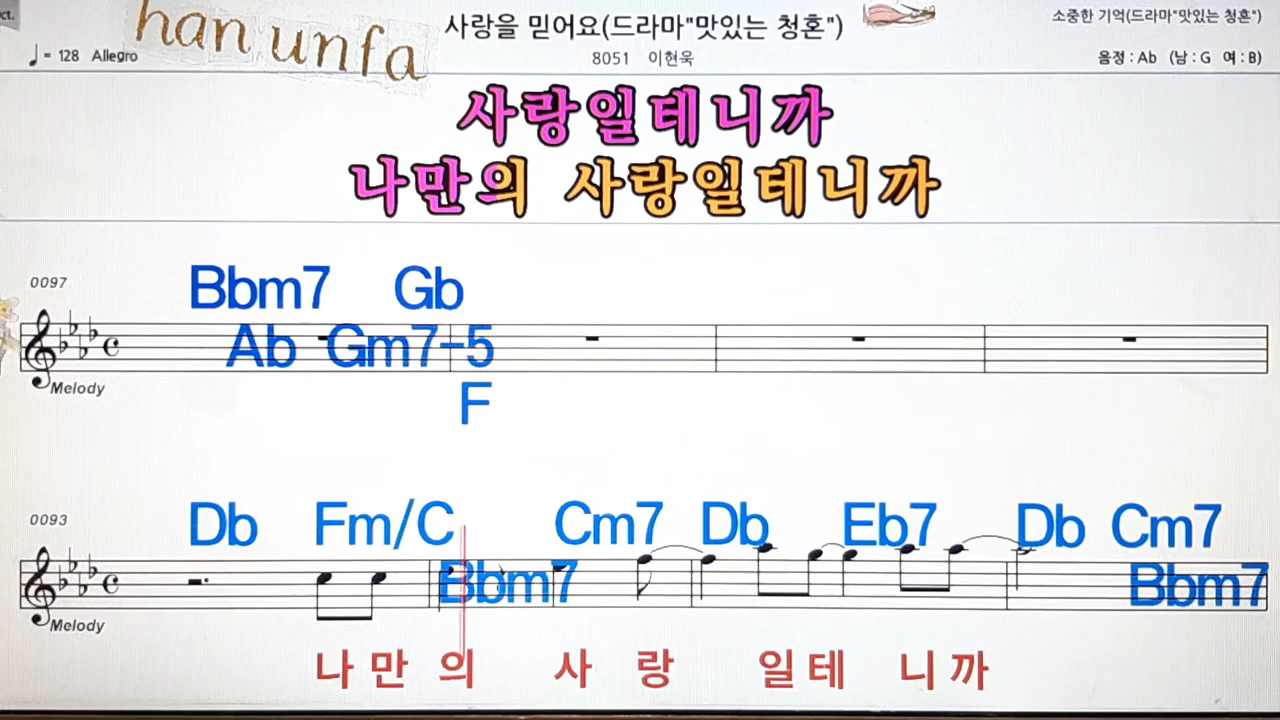 ct.
han unfa
사랑을 믿어요(드라마"맛있는 청혼")
소중한 기억(드라마"맛있는 청혼")
♩= 128 Allegro
8051 이현욱
음정 : Ab (남 : G 여 : B)
사랑일테니까
나만의 사랑일테니까
0097
Bbm7 Gb
Ab Gm7-5
F
Melody
0093
Db Fm/C Cm7 Db Eb7 Db Cm7
Bbm7 Bbm7
Melody
나 만 의 사 랑 일 테 니 까